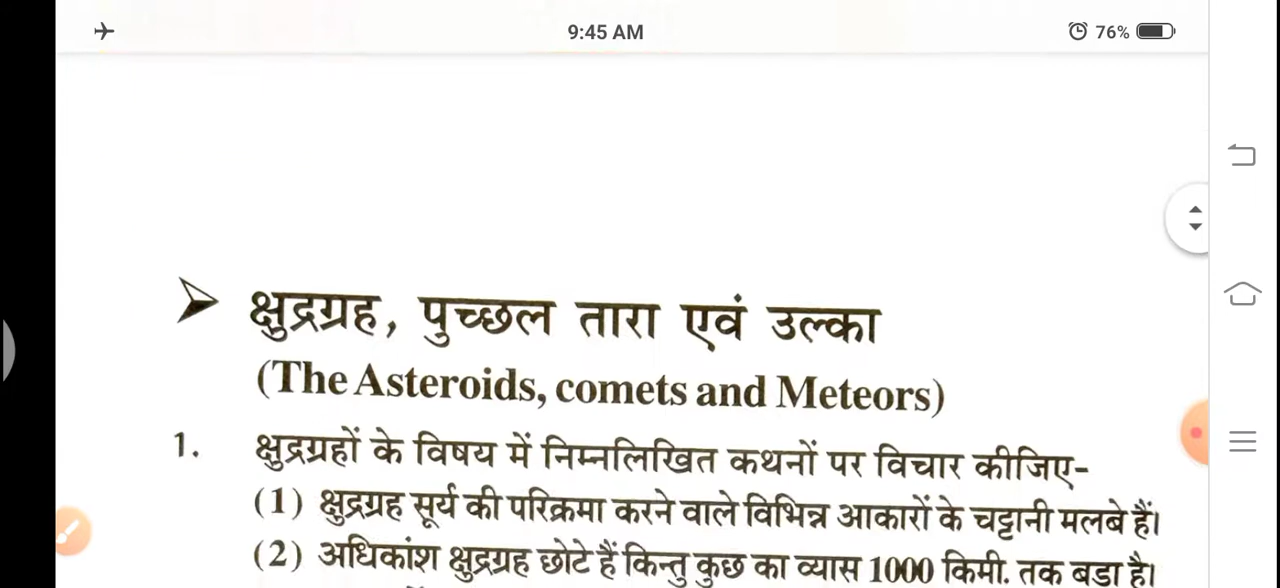 9:45 AM
76%
➤ क्षुद्रग्रह, पुच्छल तारा एवं उल्का
(The Asteroids, comets and Meteors)
1. क्षुद्रग्रहों के विषय में निम्नलिखित कथनों पर विचार कीजिए-
(1) क्षुद्रग्रह सूर्य की परिक्रमा करने वाले विभिन्न आकारों के चट्टानी मलबे हैं।
(2) अधिकांश क्षुद्रग्रह छोटे हैं किन्तु कुछ का व्यास 1000 किमी. तक बड़ा है।